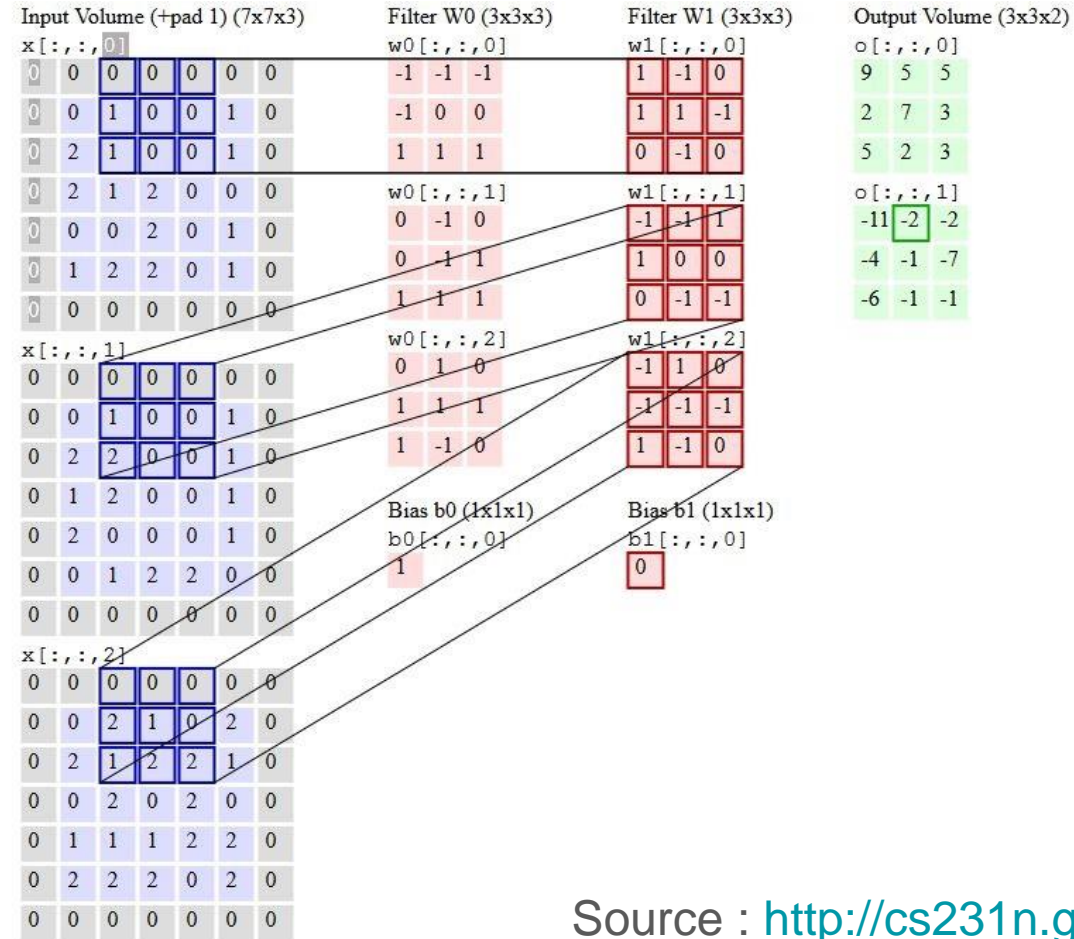 Input Volume (+pad 1) (7x7x3)
x[:,:,0]
0 0 0 0 0 0 0
0 0 1 0 0 1 0
0 2 1 0 0 1 0
0 2 1 2 0 0 0
0 0 0 2 0 1 0
0 1 2 2 0 1 0
0 0 0 0 0 0 0
x[:,:,1]
0 0 0 0 0 0 0
0 0 1 0 0 1 0
0 2 2 0 0 1 0
0 1 2 0 0 1 0
0 2 0 0 0 1 0
0 0 1 2 2 0 0
0 0 0 0 0 0 0
x[:,:,2]
0 0 0 0 0 0 0
0 0 2 1 0 2 0
0 2 1 2 2 1 0
0 0 2 0 2 0 0
0 1 1 1 2 2 0
0 2 2 2 0 2 0
0 0 0 0 0 0 0
Filter W0 (3x3x3)
w0[:,:,0]
-1 -1 -1
-1 0 0
1 1 1
w0[:,:,1]
0 -1 0
0 -1 1
1 1 1
w0[:,:,2]
0 1 0
1 1 1
1 -1 0
Bias b0 (1x1x1)
b0[:,:,0]
1
Filter W1 (3x3x3)
w1[:,:,0]
1 -1 0
1 1 -1
0 -1 0
w1[:,:,1]
-1 -1 1
1 0 0
0 -1 -1
w1[:,:,2]
-1 1 0
-1 -1 -1
1 -1 0
Bias b1 (1x1x1)
b1[:,:,0]
0
Output Volume (3x3x2)
o[:,:,0]
9 5 5
2 7 3
5 2 3
o[:,:,1]
-11 -2 -2
-4 -1 -7
-6 -1 -1
Source : http://cs231n.g